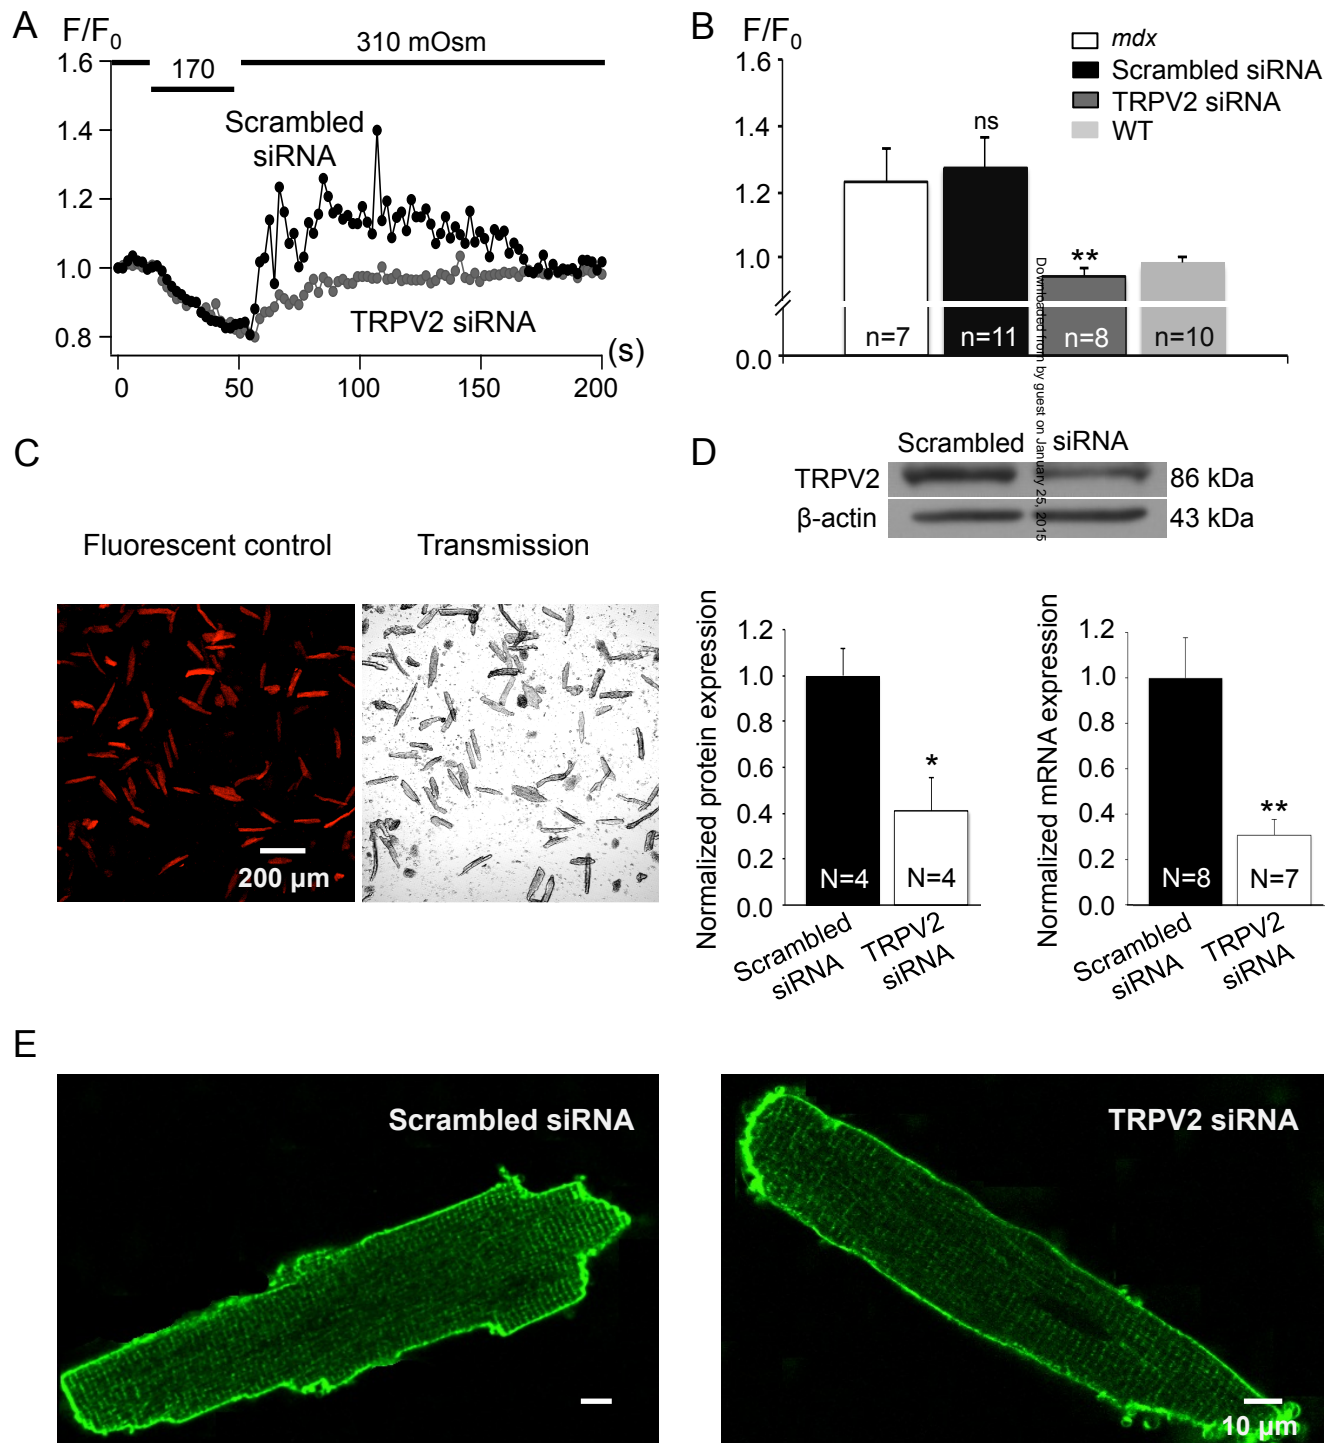 A
F/F0
310 mOsm
170
1.6
1.4
1.2
1.0
0.8
Scrambled
siRNA
TRPV2 siRNA
(s)
0 50 100 150 200
B
F/F0
1.6
1.4
1.2
1.0
0.0
mdx
Scrambled siRNA
TRPV2 siRNA
WT
ns
**
n=7 n=11 n=8 n=10
Downloaded from by guest on January 25, 2015
C
Fluorescent control Transmission
200 µm
D
Scrambled siRNA
TRPV2 86 kDa
β-actin 43 kDa
Normalized protein expression
1.2
1.0
0.8
0.6
0.4
0.2
0.0
*
N=4 N=4
Scrambled
siRNA
TRPV2
siRNA
Normalized mRNA expression
1.2
1.0
0.8
0.6
0.4
0.2
0.0
**
N=8 N=7
Scrambled
siRNA
TRPV2
siRNA
E
Scrambled siRNA
TRPV2 siRNA
10 µm